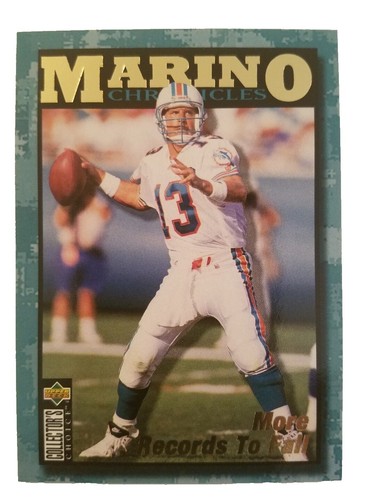 MARINO
CHRONICLES
13
UPPER DECK
COLLECTOR'S
CHOICE
More
Records To Fall